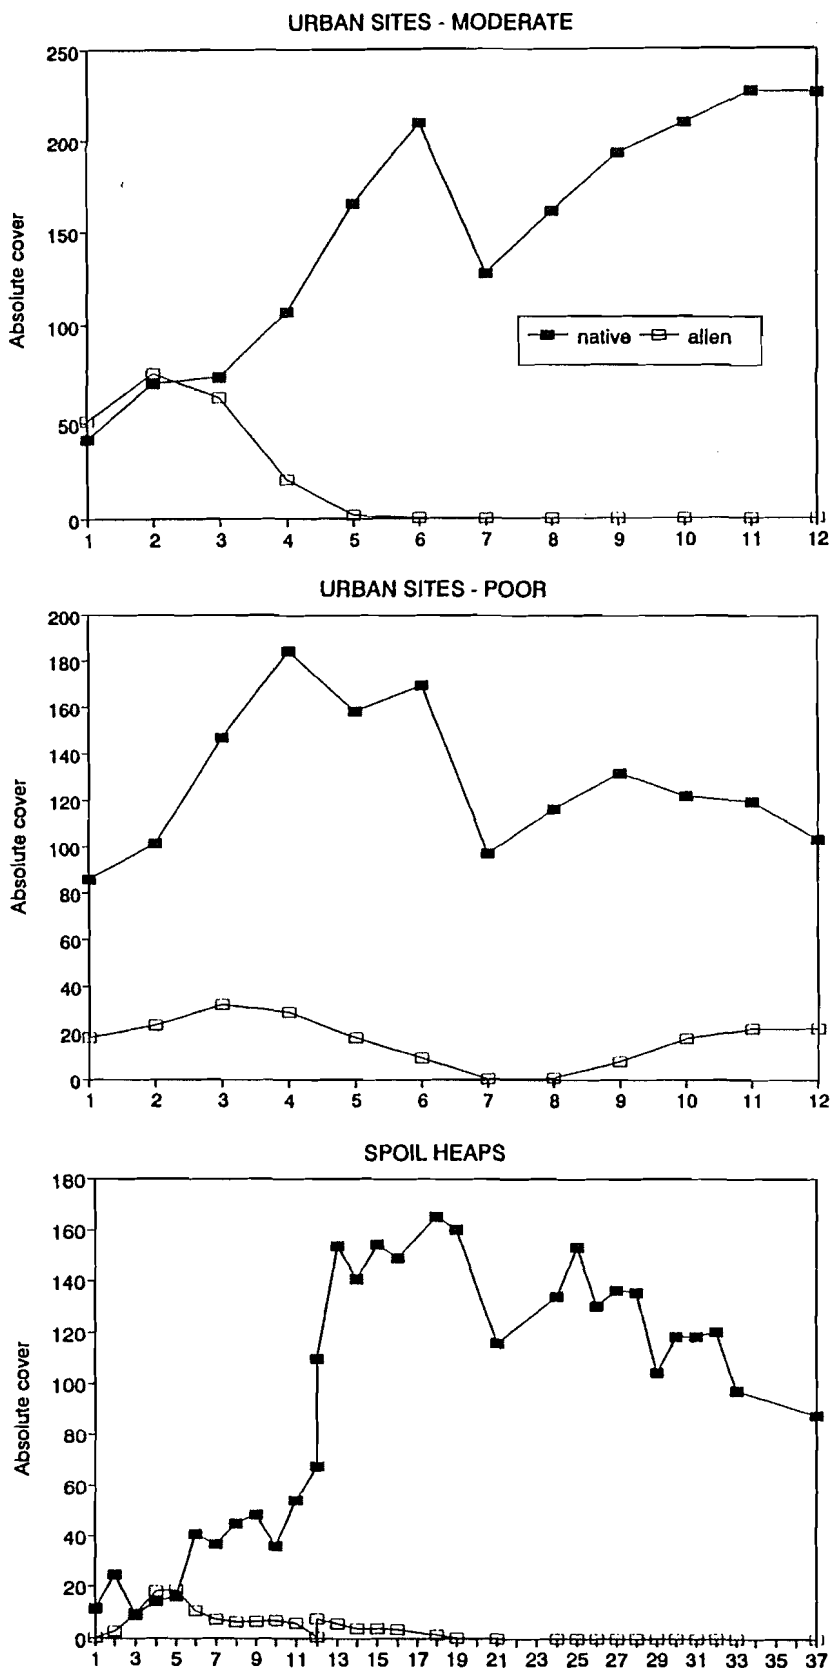 URBAN SITES - MODERATE
250
200
150
100
50
0
Absolute cover
native alien
1 2 3 4 5 6 7 8 9 10 11 12
URBAN SITES - POOR
200
180
160
140
120
100
80
60
40
20
0
Absolute cover
1 2 3 4 5 6 7 8 9 10 11 12
SPOIL HEAPS
180
160
140
120
100
80
60
40
20
0
Absolute cover
1 3 5 7 9 11 13 15 17 19 21 23 25 27 29 31 33 35 37